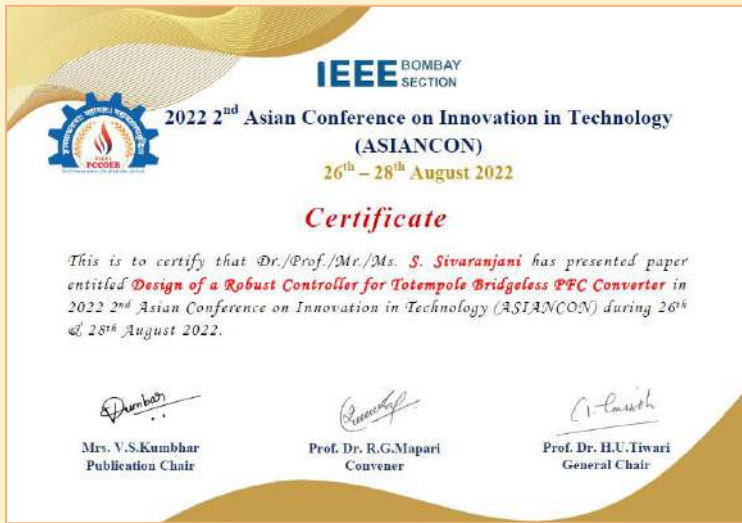 IEEE BOMBAY SECTION
2022 2nd Asian Conference on Innovation in Technology
(ASIANCON)
26th – 28th August 2022
PCCOER
Certificate
This is to certify that Dr./Prof./Mr./Ms. S. Sivaranjani has presented paper
entitled Design of a Robust Controller for Totempole Bridgeless PFC Converter in
2022 2nd Asian Conference on Innovation in Technology (ASIANCON) during 26th
& 28th August 2022.
Mrs. V.S.Kumbhar
Publication Chair
Prof. Dr. R.G.Mapari
Convener
Prof. Dr. H.U.Tiwari
General Chair